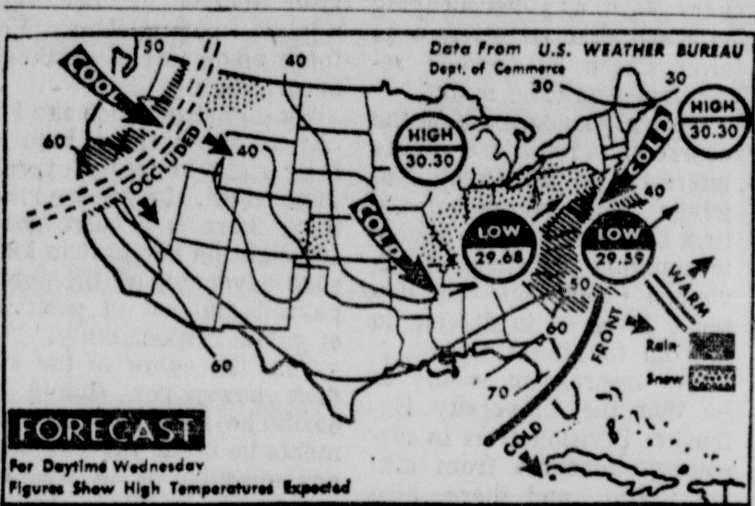 Data From U.S. WEATHER BUREAU
Dept. of Commerce
50
40
30
30
COOL
HIGH
30.30
HIGH
30.30
60
OCCLUDED
40
COLD
COLD
40
LOW
29.68
LOW
29.59
WARM
50
60
FRONT
Rain
60
70
Snow
COLD
FORECAST
For Daytime Wednesday
Figures Show High Temperatures Expected